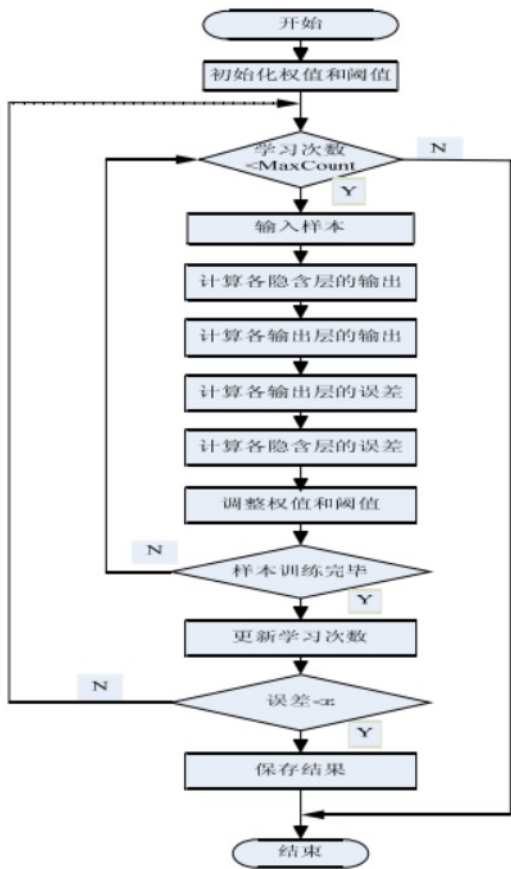 开始
初始化权值和阈值
学习次数
<MaxCount
N
Y
输入样本
计算各隐含层的输出
计算各输出层的输出
计算各输出层的误差
计算各隐含层的误差
调整权值和阈值
N
样本训练完毕
Y
更新学习次数
N
误差<ε
Y
保存结果
结束